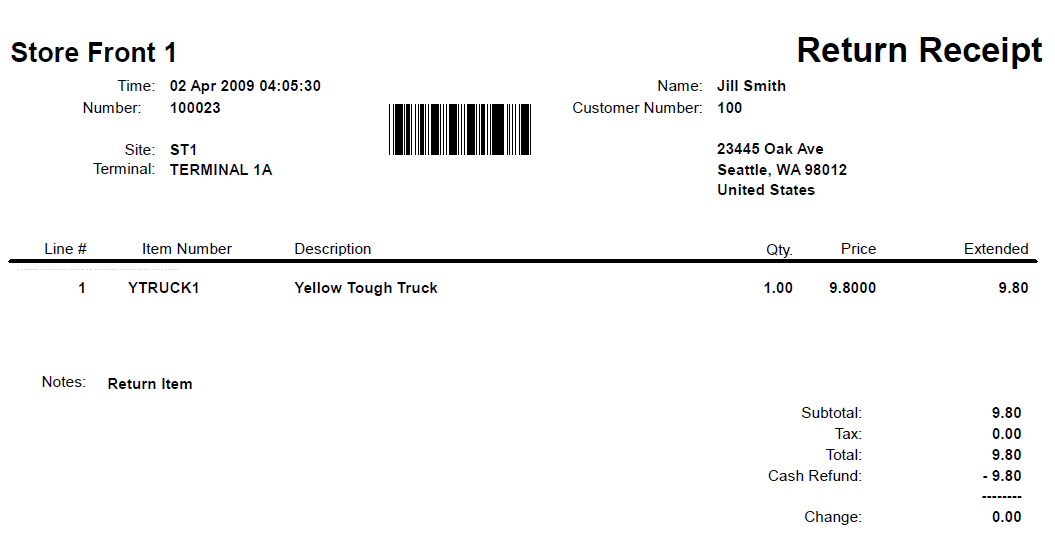 Store Front 1 Return Receipt
Time: 02 Apr 2009 04:05:30 Name: Jill Smith
Number: 100023 Customer Number: 100
Site: ST1 23445 Oak Ave
Terminal: TERMINAL 1A Seattle, WA 98012
United States
Line # Item Number Description Qty. Price Extended
1 YTRUCK1 Yellow Tough Truck 1.00 9.8000 9.80
Notes: Return Item
Subtotal: 9.80
Tax: 0.00
Total: 9.80
Cash Refund: - 9.80
--------
Change: 0.00